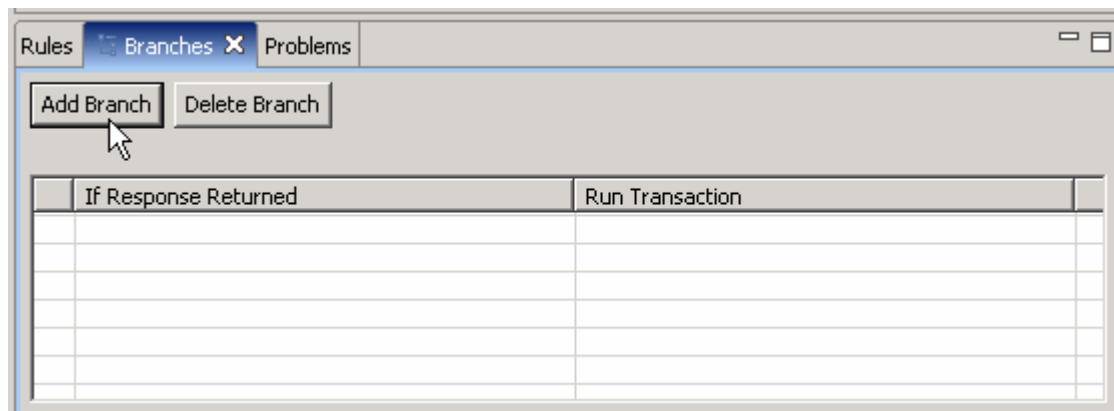 Rules Branches Problems
Add Branch Delete Branch
If Response Returned Run Transaction